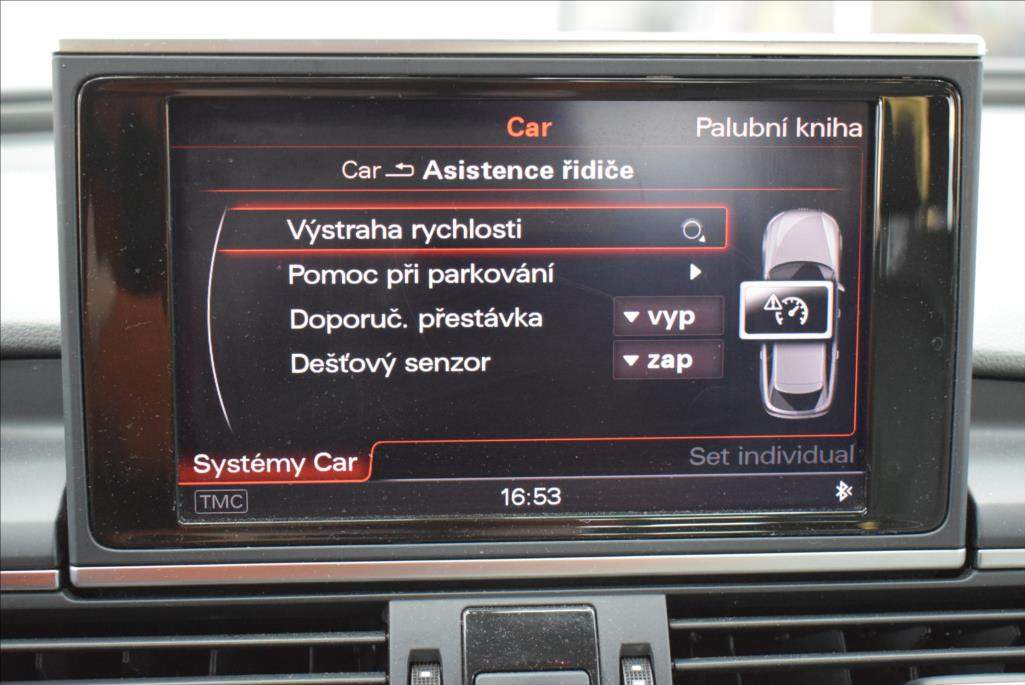 Car
Palubní kniha
Car Asistence řidiče
Výstraha rychlosti
Pomoc při parkování
Doporuč. přestávka vyp
Dešťový senzor zap
Systémy Car
Set individual
TMC 16:53